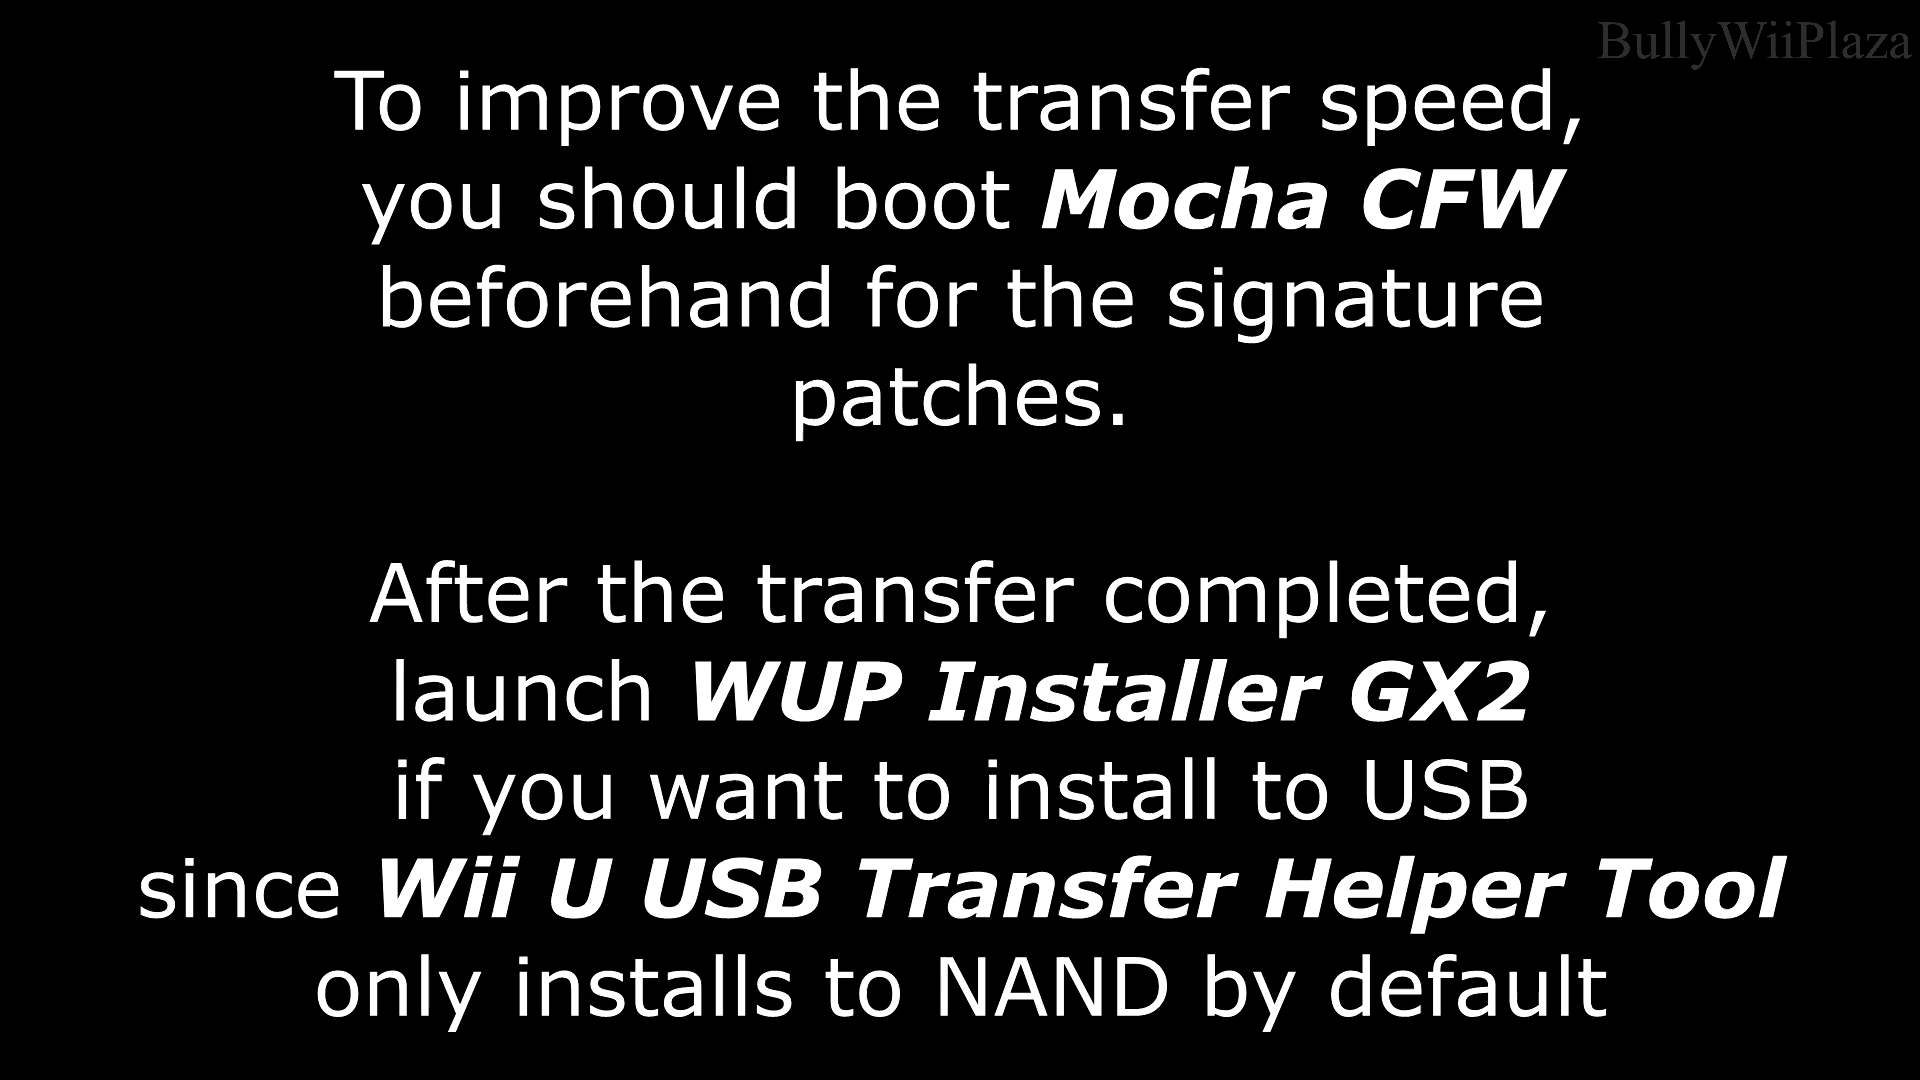 BullyWiiPlaza
To improve the transfer speed,
you should boot Mocha CFW
beforehand for the signature
patches.
After the transfer completed,
launch WUP Installer GX2
if you want to install to USB
since Wii U USB Transfer Helper Tool
only installs to NAND by default